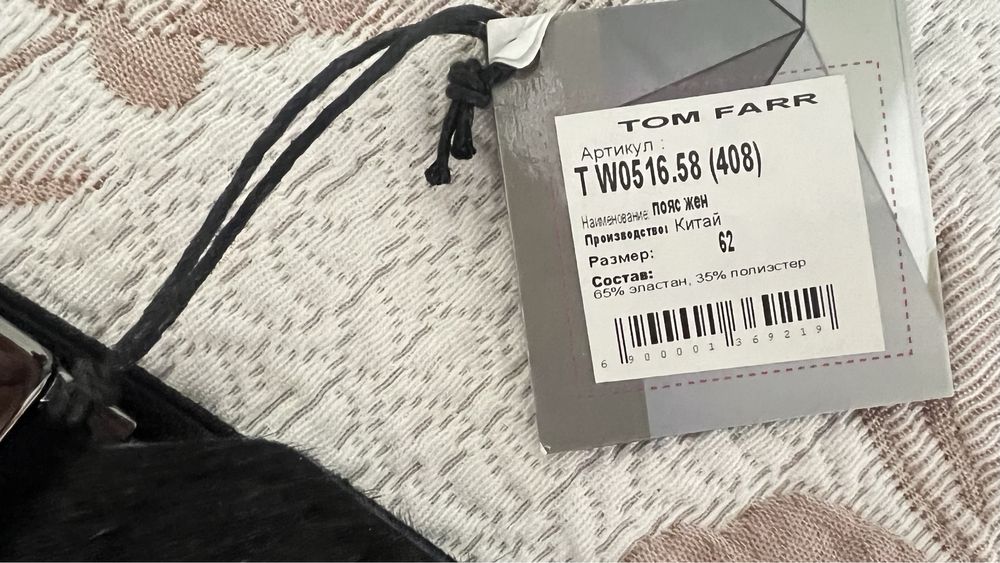 TOM FARR
Артикул :
T W0516.58 (408)
Наименование: пояс жен
Производство: Китай
Размер: 62
Состав:
65% эластан, 35% полиэстер
6 900001 369219